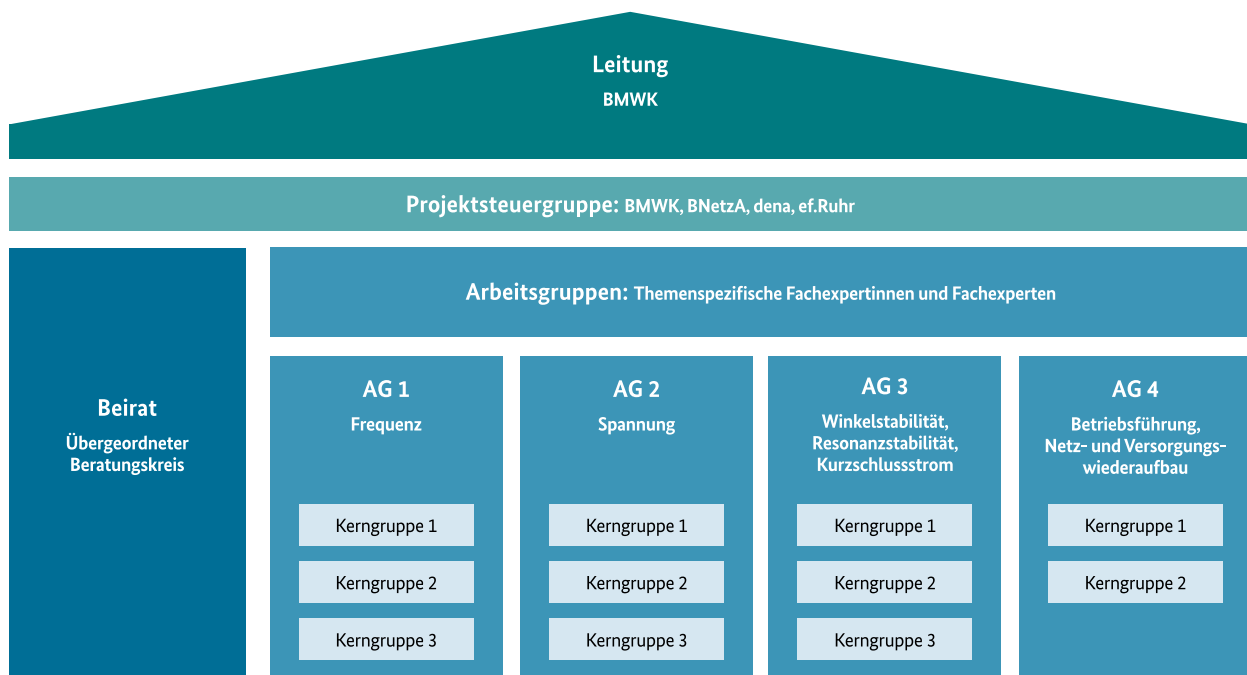 Leitung
BMWK
Projektsteuergruppe: BMWK, BNetzA, dena, ef.Ruhr
Beirat
Übergeordneter
Beratungskreis
Arbeitsgruppen: Themenspezifische Fachexpertinnen und Fachexperten
AG 1
Frequenz
Kerngruppe 1
Kerngruppe 2
Kerngruppe 3
AG 2
Spannung
Kerngruppe 1
Kerngruppe 2
Kerngruppe 3
AG 3
Winkelstabilität,
Resonanzstabilität,
Kurzschlussstrom
Kerngruppe 1
Kerngruppe 2
Kerngruppe 3
AG 4
Betriebsführung,
Netz- und Versorgungs-
wiederaufbau
Kerngruppe 1
Kerngruppe 2